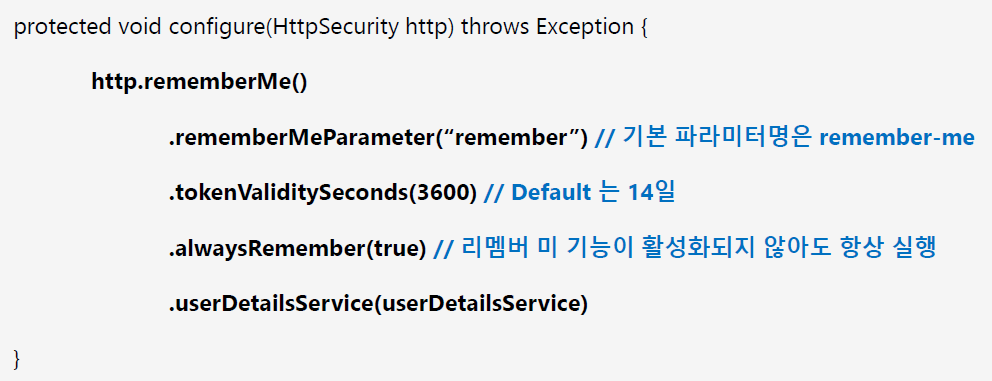 protected void configure(HttpSecurity http) throws Exception {
http.rememberMe()
.rememberMeParameter(“remember”) // 기본 파라미터명은 remember-me
.tokenValiditySeconds(3600) // Default 는 14일
.alwaysRemember(true) // 리멤버 미 기능이 활성화되지 않아도 항상 실행
.userDetailsService(userDetailsService)
}